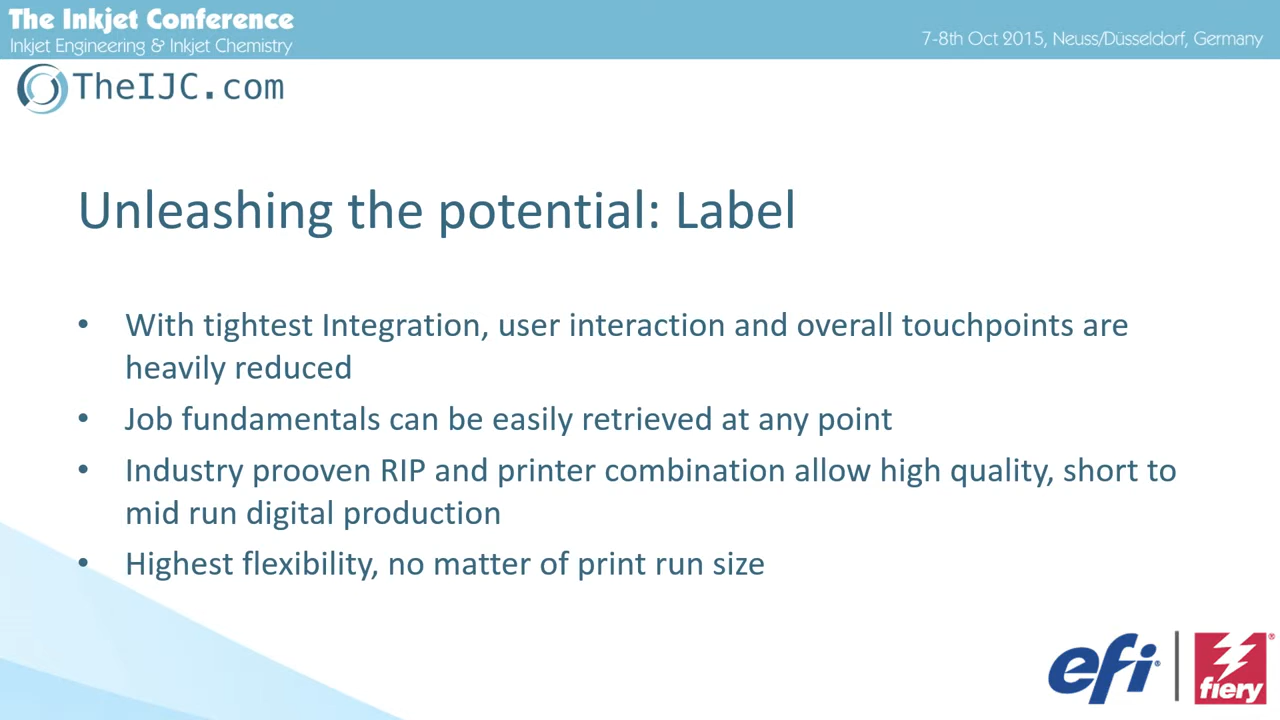 The Inkjet Conference
Inkjet Engineering & Inkjet Chemistry
7-8th Oct 2015, Neuss/Düsseldorf, Germany
TheIJC.com
Unleashing the potential: Label
• With tightest Integration, user interaction and overall touchpoints are
heavily reduced
• Job fundamentals can be easily retrieved at any point
• Industry prooven RIP and printer combination allow high quality, short to
mid run digital production
• Highest flexibility, no matter of print run size
efi®
fiery®